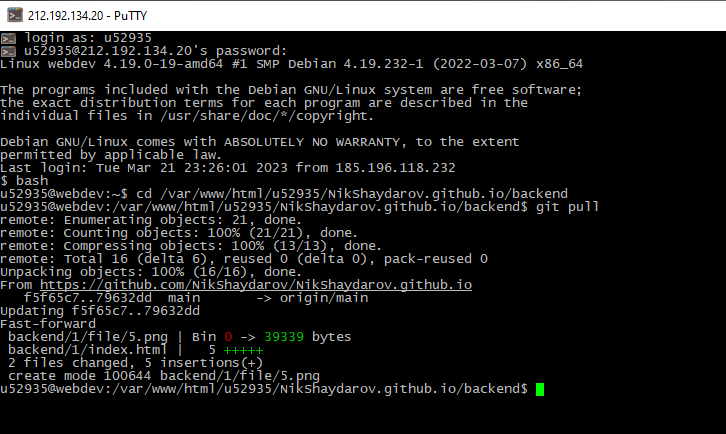 212.192.134.20 - PuTTY
login as: u52935
u52935@212.192.134.20's password:
Linux webdev 4.19.0-19-amd64 #1 SMP Debian 4.19.232-1 (2022-03-07) x86_64
The programs included with the Debian GNU/Linux system are free software;
the exact distribution terms for each program are described in the
individual files in /usr/share/doc/*/copyright.
Debian GNU/Linux comes with ABSOLUTELY NO WARRANTY, to the extent
permitted by applicable law.
Last login: Tue Mar 21 23:26:01 2023 from 185.196.118.232
$ bash
u52935@webdev:~$ cd /var/www/html/u52935/NikShaydarov.github.io/backend
u52935@webdev:/var/www/html/u52935/NikShaydarov.github.io/backend$ git pull
remote: Enumerating objects: 21, done.
remote: Counting objects: 100% (21/21), done.
remote: Compressing objects: 100% (13/13), done.
remote: Total 16 (delta 6), reused 0 (delta 0), pack-reused 0
Unpacking objects: 100% (16/16), done.
From https://github.com/NikShaydarov/NikShaydarov.github.io
   f5f65c7..79632dd  main       -> origin/main
Updating f5f65c7..79632dd
Fast-forward
 backend/1/file/5.png | Bin 0 -> 39339 bytes
 backend/1/index.html |   5 +++++
 2 files changed, 5 insertions(+)
 create mode 100644 backend/1/file/5.png
u52935@webdev:/var/www/html/u52935/NikShaydarov.github.io/backend$